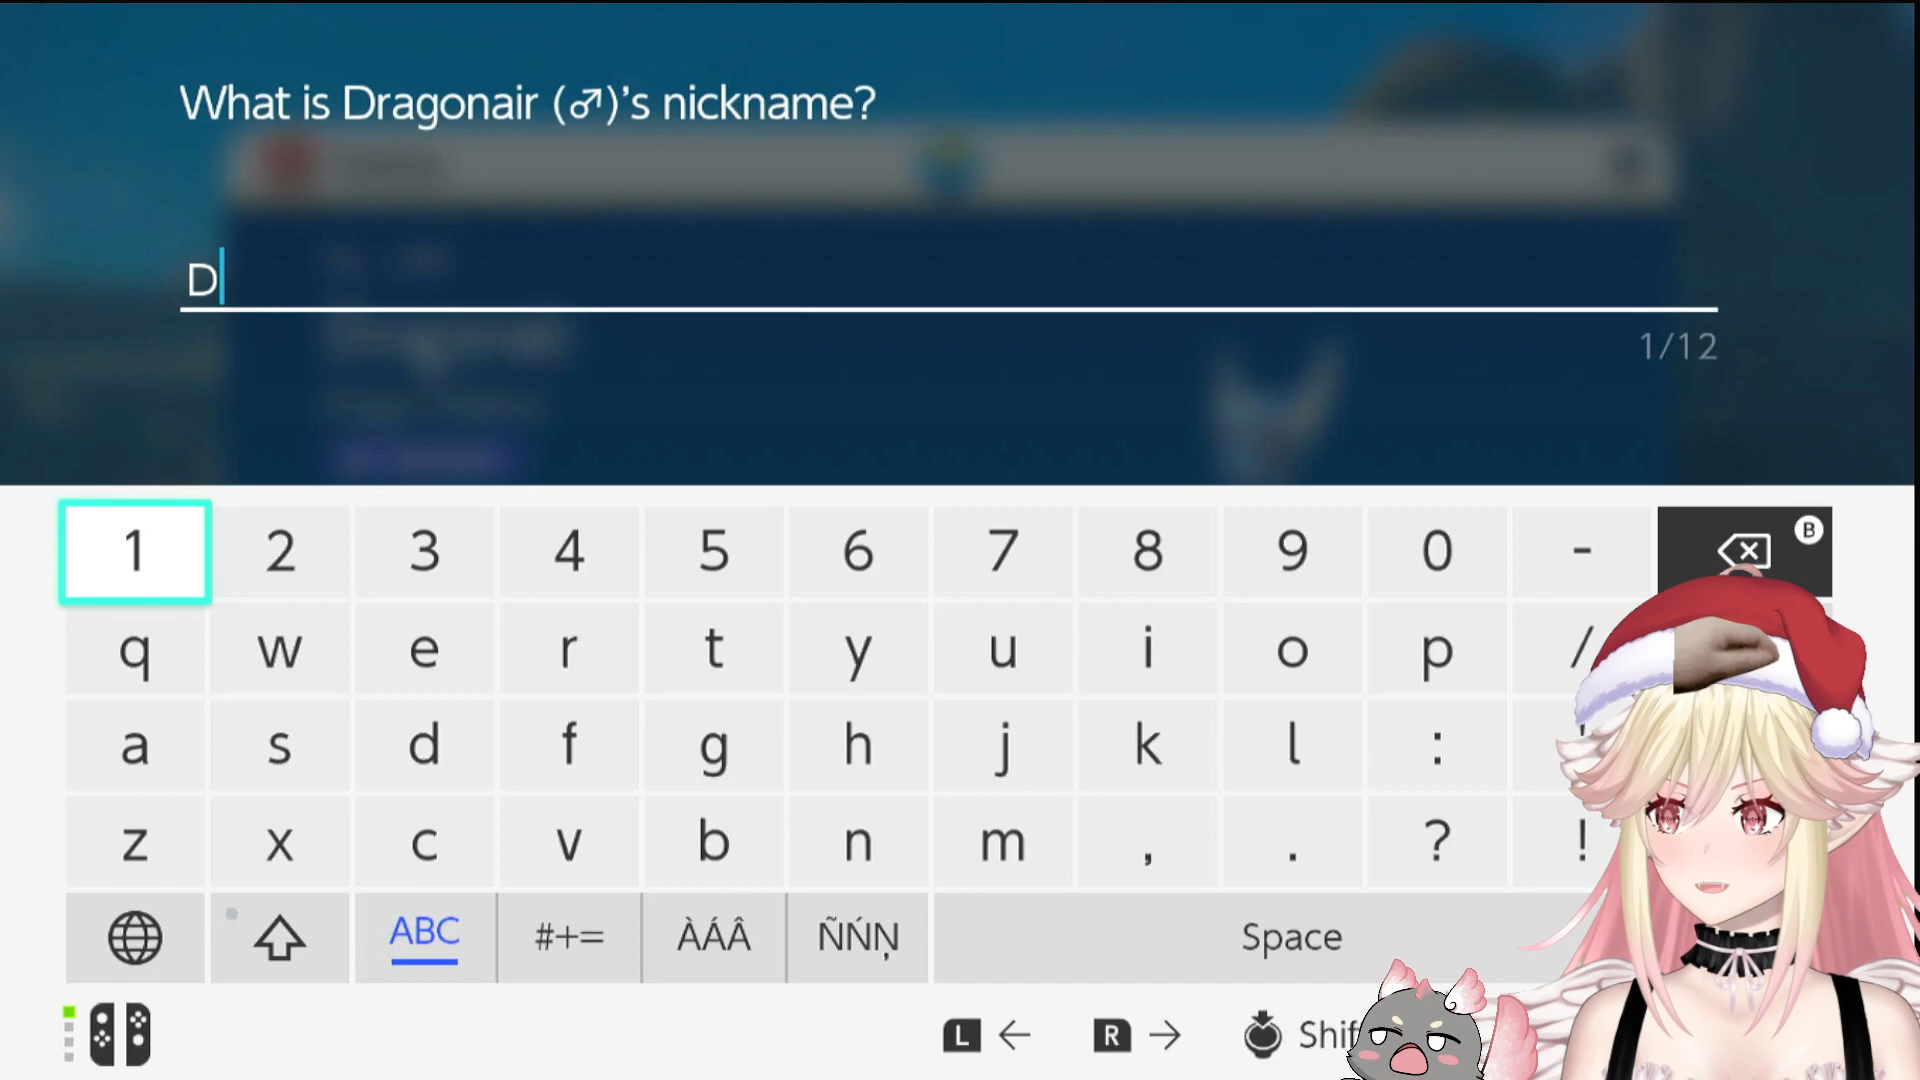 What is Dragonair (♂)'s nickname?
D
1/12
1 2 3 4 5 6 7 8 9 0 - B
q w e r t y u i o p /
a s d f g h j k l : '
z x c v b n m , . ? !
ABC #+= ÀÁÂ ÑŃŅ Space
L ← R → Shif